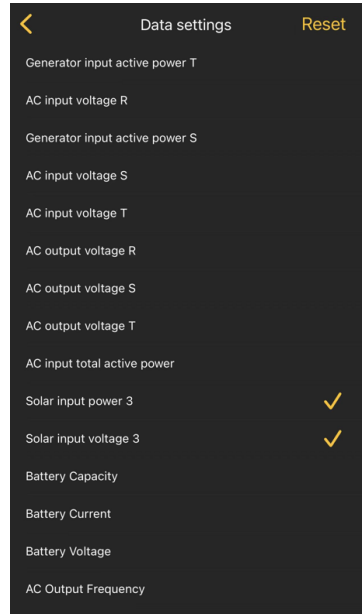 Data settings Reset
Generator input active power T
AC input voltage R
Generator input active power S
AC input voltage S
AC input voltage T
AC output voltage R
AC output voltage S
AC output voltage T
AC input total active power
Solar input power 3
Solar input voltage 3
Battery Capacity
Battery Current
Battery Voltage
AC Output Frequency